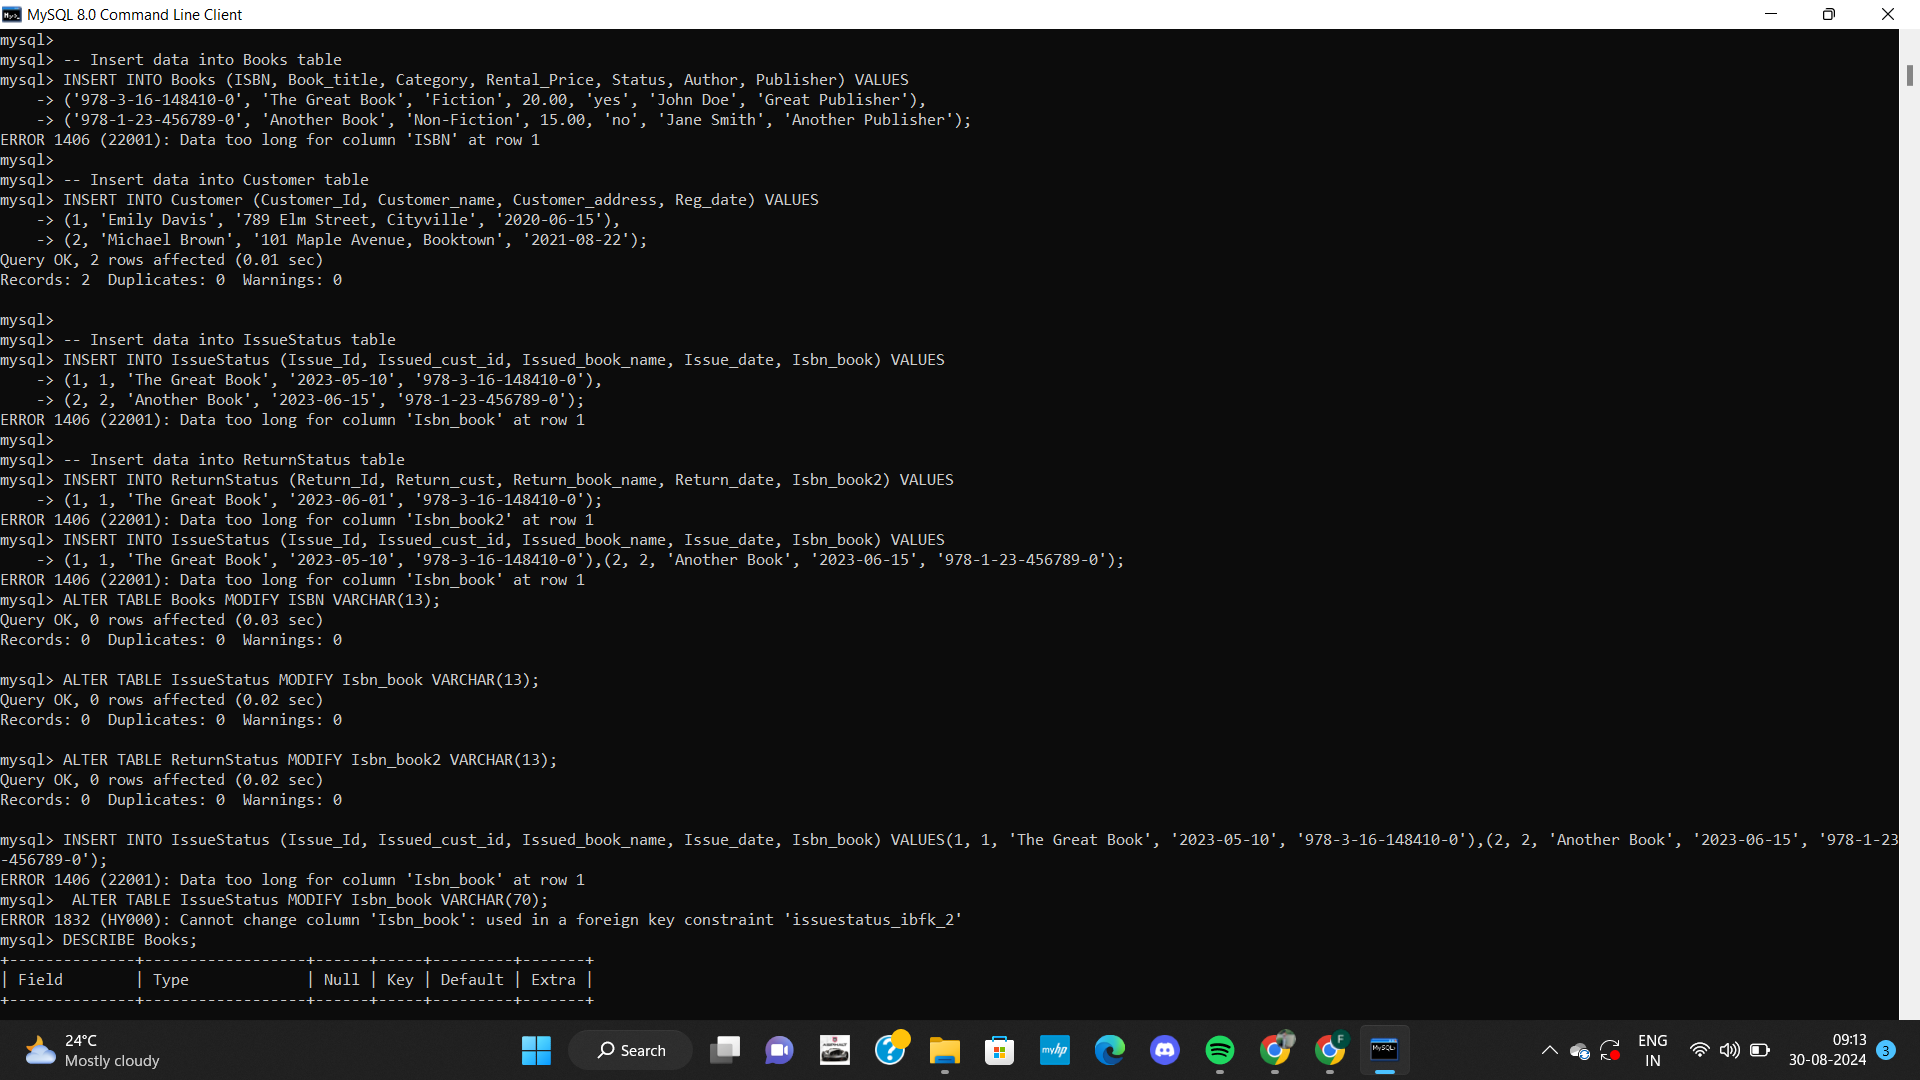 MySQL 8.0 Command Line Client
mysql>
mysql> -- Insert data into Books table
mysql> INSERT INTO Books (ISBN, Book_title, Category, Rental_Price, Status, Author, Publisher) VALUES
    -> ('978-3-16-148410-0', 'The Great Book', 'Fiction', 20.00, 'yes', 'John Doe', 'Great Publisher'),
    -> ('978-1-23-456789-0', 'Another Book', 'Non-Fiction', 15.00, 'no', 'Jane Smith', 'Another Publisher');
ERROR 1406 (22001): Data too long for column 'ISBN' at row 1
mysql>
mysql> -- Insert data into Customer table
mysql> INSERT INTO Customer (Customer_Id, Customer_name, Customer_address, Reg_date) VALUES
    -> (1, 'Emily Davis', '789 Elm Street, Cityville', '2020-06-15'),
    -> (2, 'Michael Brown', '101 Maple Avenue, Booktown', '2021-08-22');
Query OK, 2 rows affected (0.01 sec)
Records: 2  Duplicates: 0  Warnings: 0
mysql>
mysql> -- Insert data into IssueStatus table
mysql> INSERT INTO IssueStatus (Issue_Id, Issued_cust_id, Issued_book_name, Issue_date, Isbn_book) VALUES
    -> (1, 1, 'The Great Book', '2023-05-10', '978-3-16-148410-0'),
    -> (2, 2, 'Another Book', '2023-06-15', '978-1-23-456789-0');
ERROR 1406 (22001): Data too long for column 'Isbn_book' at row 1
mysql>
mysql> -- Insert data into ReturnStatus table
mysql> INSERT INTO ReturnStatus (Return_Id, Return_cust, Return_book_name, Return_date, Isbn_book2) VALUES
    -> (1, 1, 'The Great Book', '2023-06-01', '978-3-16-148410-0');
ERROR 1406 (22001): Data too long for column 'Isbn_book2' at row 1
mysql> INSERT INTO IssueStatus (Issue_Id, Issued_cust_id, Issued_book_name, Issue_date, Isbn_book) VALUES
    -> (1, 1, 'The Great Book', '2023-05-10', '978-3-16-148410-0'),(2, 2, 'Another Book', '2023-06-15', '978-1-23-456789-0');
ERROR 1406 (22001): Data too long for column 'Isbn_book' at row 1
mysql> ALTER TABLE Books MODIFY ISBN VARCHAR(13);
Query OK, 0 rows affected (0.03 sec)
Records: 0  Duplicates: 0  Warnings: 0
mysql> ALTER TABLE IssueStatus MODIFY Isbn_book VARCHAR(13);
Query OK, 0 rows affected (0.02 sec)
Records: 0  Duplicates: 0  Warnings: 0
mysql> ALTER TABLE ReturnStatus MODIFY Isbn_book2 VARCHAR(13);
Query OK, 0 rows affected (0.02 sec)
Records: 0  Duplicates: 0  Warnings: 0
mysql> INSERT INTO IssueStatus (Issue_Id, Issued_cust_id, Issued_book_name, Issue_date, Isbn_book) VALUES(1, 1, 'The Great Book', '2023-05-10', '978-3-16-148410-0'),(2, 2, 'Another Book', '2023-06-15', '978-1-23
-456789-0');
ERROR 1406 (22001): Data too long for column 'Isbn_book' at row 1
mysql>  ALTER TABLE IssueStatus MODIFY Isbn_book VARCHAR(70);
ERROR 1832 (HY000): Cannot change column 'Isbn_book': used in a foreign key constraint 'issuestatus_ibfk_2'
mysql> DESCRIBE Books;
+--------------+------------------+------+-----+---------+-------+
| Field        | Type             | Null | Key | Default | Extra |
+--------------+------------------+------+-----+---------+-------+
24°C
Mostly cloudy
Search
myhp
F
MySQL
ENG
IN
09:13
30-08-2024
3